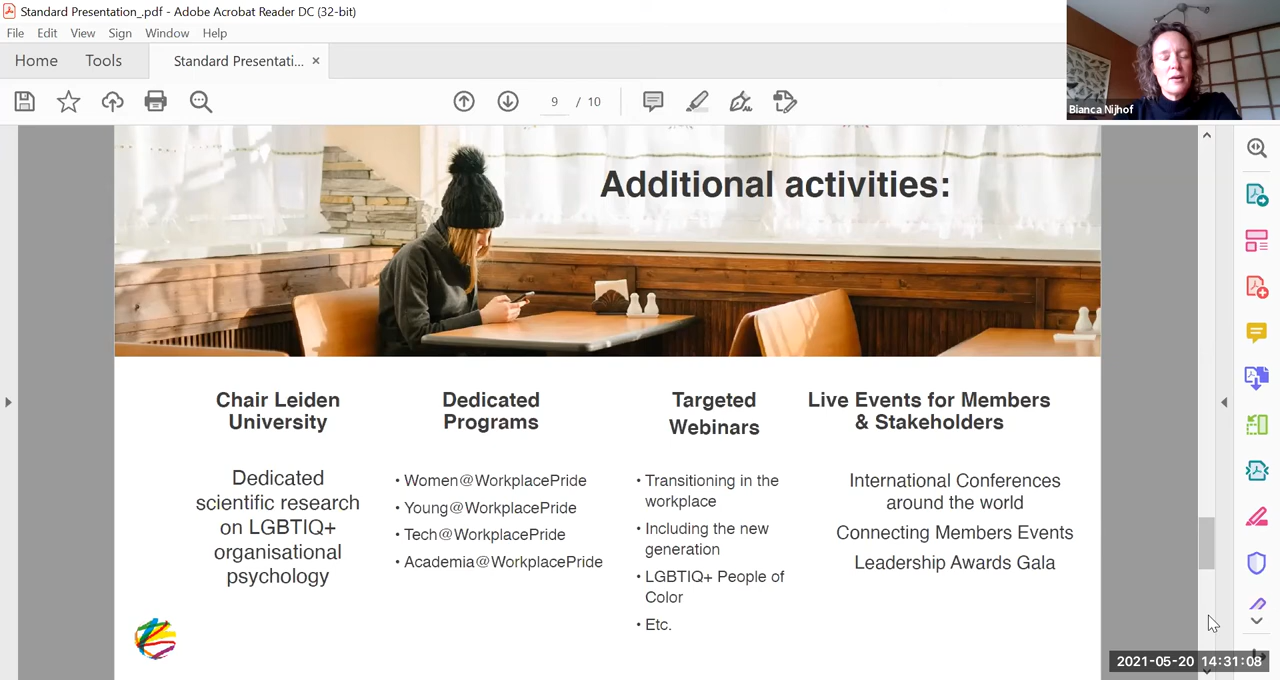 Standard Presentation_.pdf - Adobe Acrobat Reader DC (32-bit)
File Edit View Sign Window Help
Home Tools Standard Presentati... ×
9 / 10
Bianca Nijhof
Additional activities:
Chair Leiden
University
Dedicated
scientific research
on LGBTIQ+
organisational
psychology
Dedicated
Programs
• Women@WorkplacePride
• Young@WorkplacePride
• Tech@WorkplacePride
• Academia@WorkplacePride
Targeted
Webinars
• Transitioning in the
workplace
• Including the new
generation
• LGBTIQ+ People of
Color
• Etc.
Live Events for Members
& Stakeholders
International Conferences
around the world
Connecting Members Events
Leadership Awards Gala
2021-05-20 14:31:08